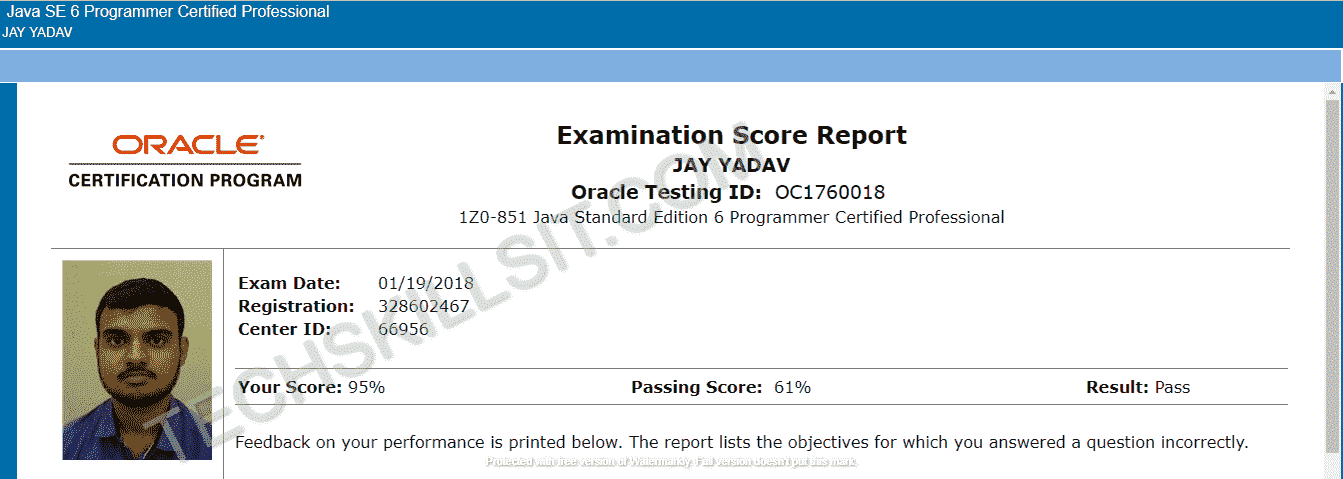 Java SE 6 Programmer Certified Professional
JAY YADAV
ORACLE®
CERTIFICATION PROGRAM
Examination Score Report
JAY YADAV
Oracle Testing ID: OC1760018
1Z0-851 Java Standard Edition 6 Programmer Certified Professional
Exam Date: 01/19/2018
Registration: 328602467
Center ID: 66956
Your Score: 95% Passing Score: 61% Result: Pass
Feedback on your performance is printed below. The report lists the objectives for which you answered a question incorrectly.
TECHSKILLSIT.COM
Protected with free version of Watermarkly. Full version doesn't put this mark.